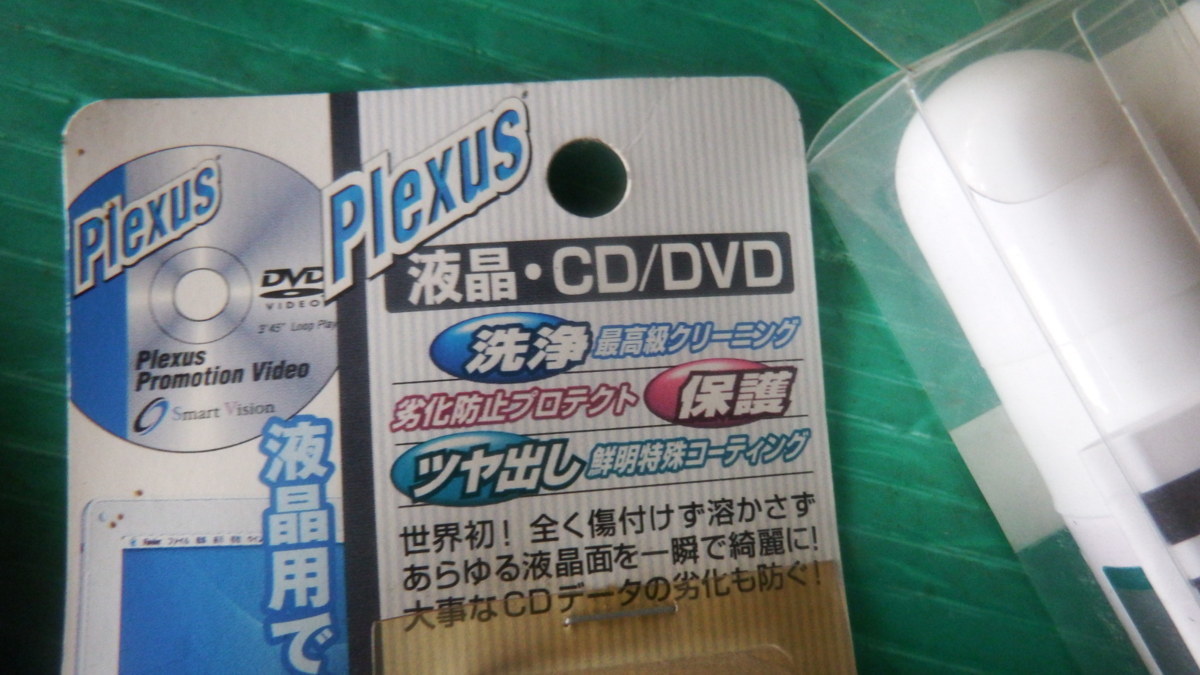 Plexus
DVD
VIDEO
3'45" Loop Play
Plexus
Promotion Video
Smart Vision
液晶用で
Plexus
液晶・CD/DVD
洗浄 最高級クリーニング
劣化防止プロテクト 保護
ツヤ出し 鮮明特殊コーティング
世界初！全く傷付けず溶かさず
あらゆる液晶面を一瞬で綺麗に！
大事なCDデータの劣化も防ぐ！